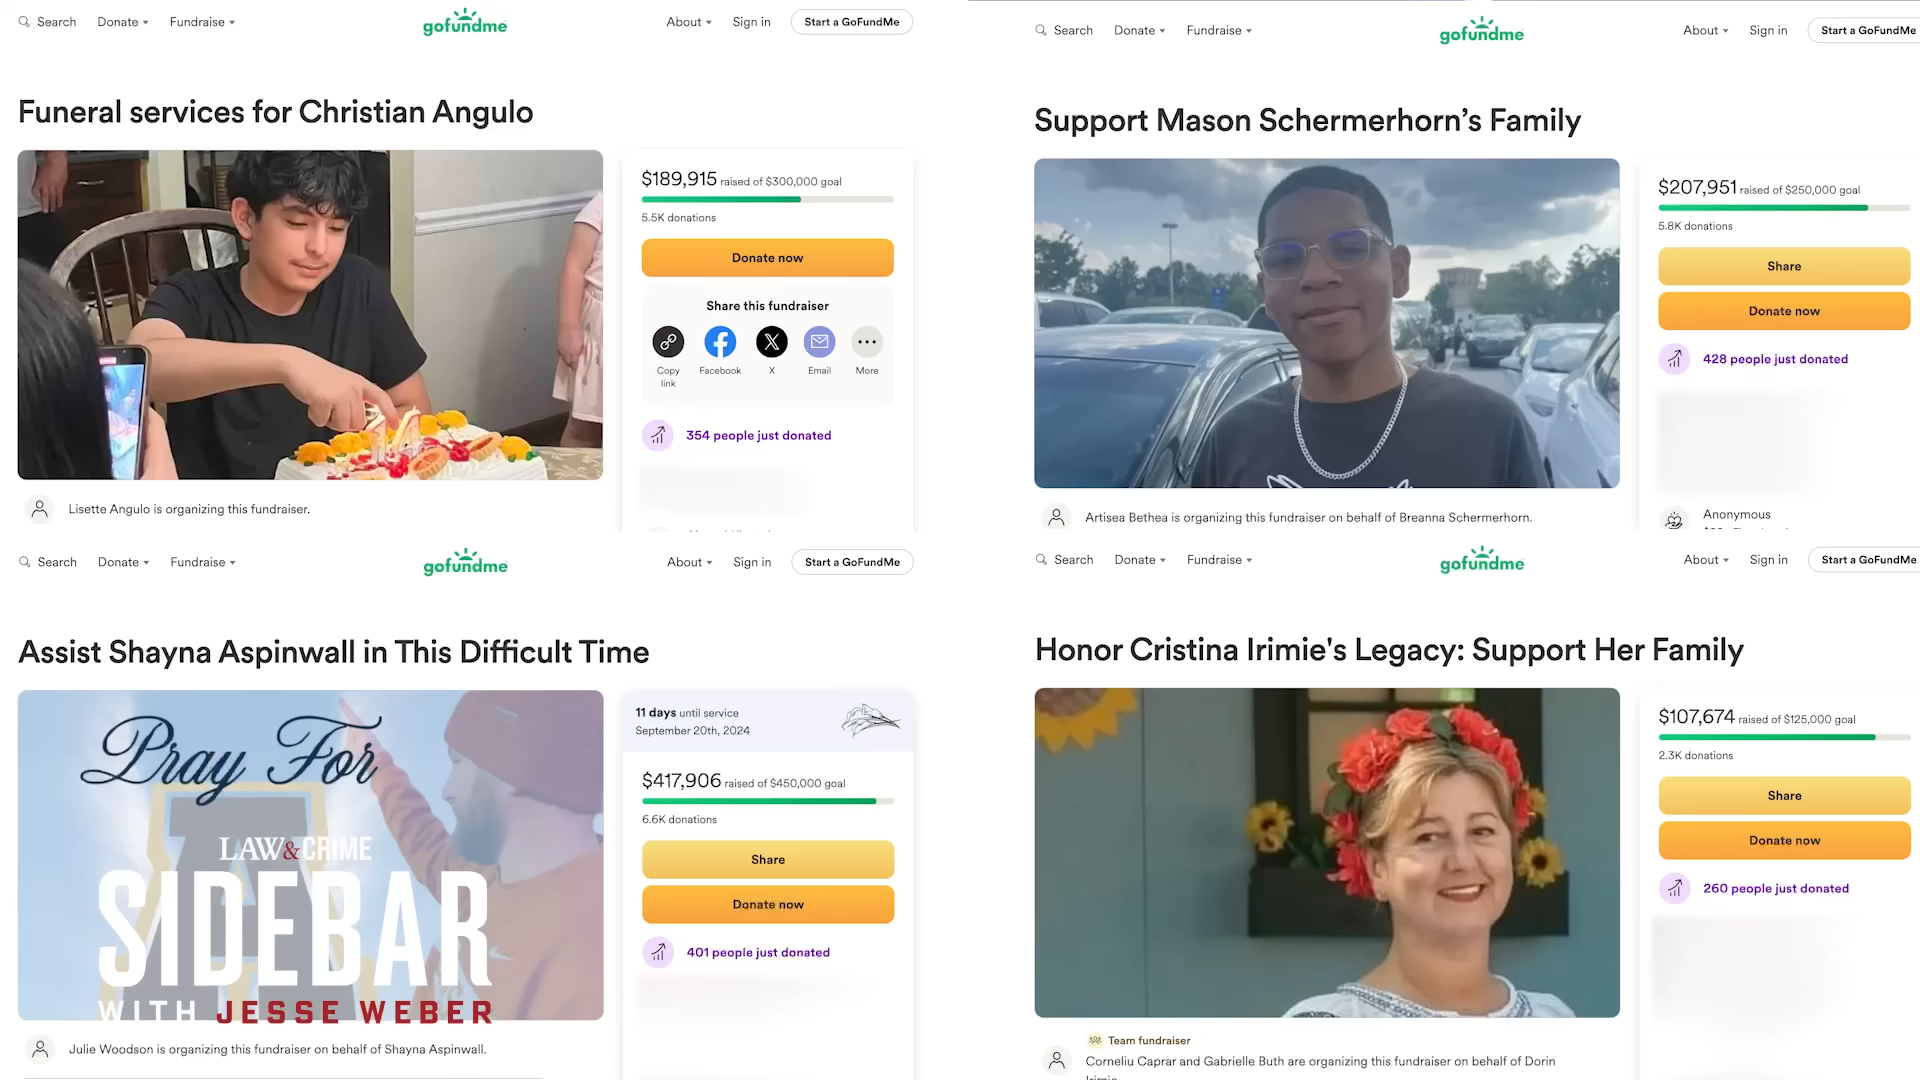 Search Donate Fundraise gofundme About Sign in Start a GoFundMe
Funeral services for Christian Angulo
$189,915 raised of $300,000 goal
5.5K donations
Donate now
Share this fundraiser
Copy link Facebook X Email More
354 people just donated
Lisette Angulo is organizing this fundraiser.
Search Donate Fundraise gofundme About Sign in Start a GoFundMe
Support Mason Schermerhorn’s Family
$207,951 raised of $250,000 goal
5.8K donations
Share
Donate now
428 people just donated
Anonymous
Artisea Bethea is organizing this fundraiser on behalf of Breanna Schermerhorn.
Search Donate Fundraise gofundme About Sign in Start a GoFundMe
Assist Shayna Aspinwall in This Difficult Time
Pray For
LAW&CRIME
SIDEBAR
WITH JESSE WEBER
11 days until service
September 20th, 2024
$417,906 raised of $450,000 goal
6.6K donations
Share
Donate now
401 people just donated
Julie Woodson is organizing this fundraiser on behalf of Shayna Aspinwall.
Search Donate Fundraise gofundme About Sign in Start a GoFundMe
Honor Cristina Irimie's Legacy: Support Her Family
$107,674 raised of $125,000 goal
2.3K donations
Share
Donate now
260 people just donated
Team fundraiser
Corneliu Caprar and Gabrielle Buth are organizing this fundraiser on behalf of Dorin
Irimie.